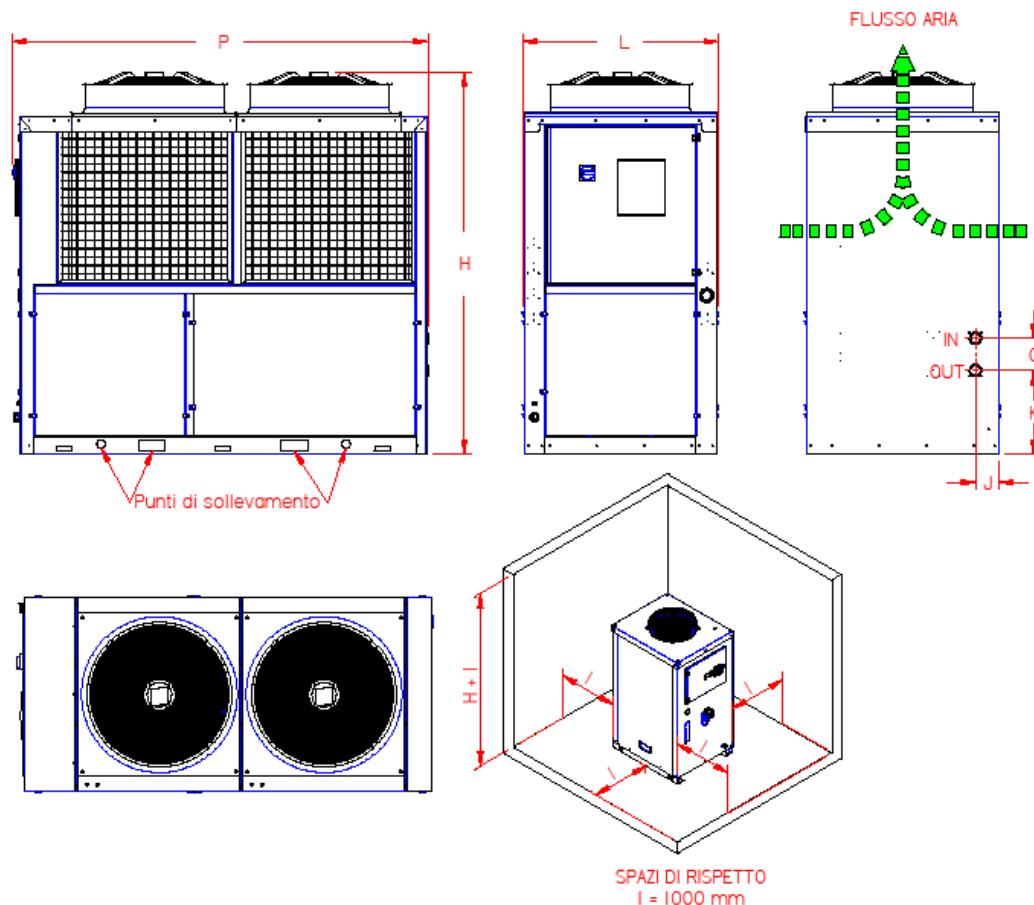 FLUSSO ARIA
P
L
H
IN
OUT
K
J
Punti di sollevamento
H + I
I
I
I
I
SPAZI DI RISPETTO
I = 1000 mm